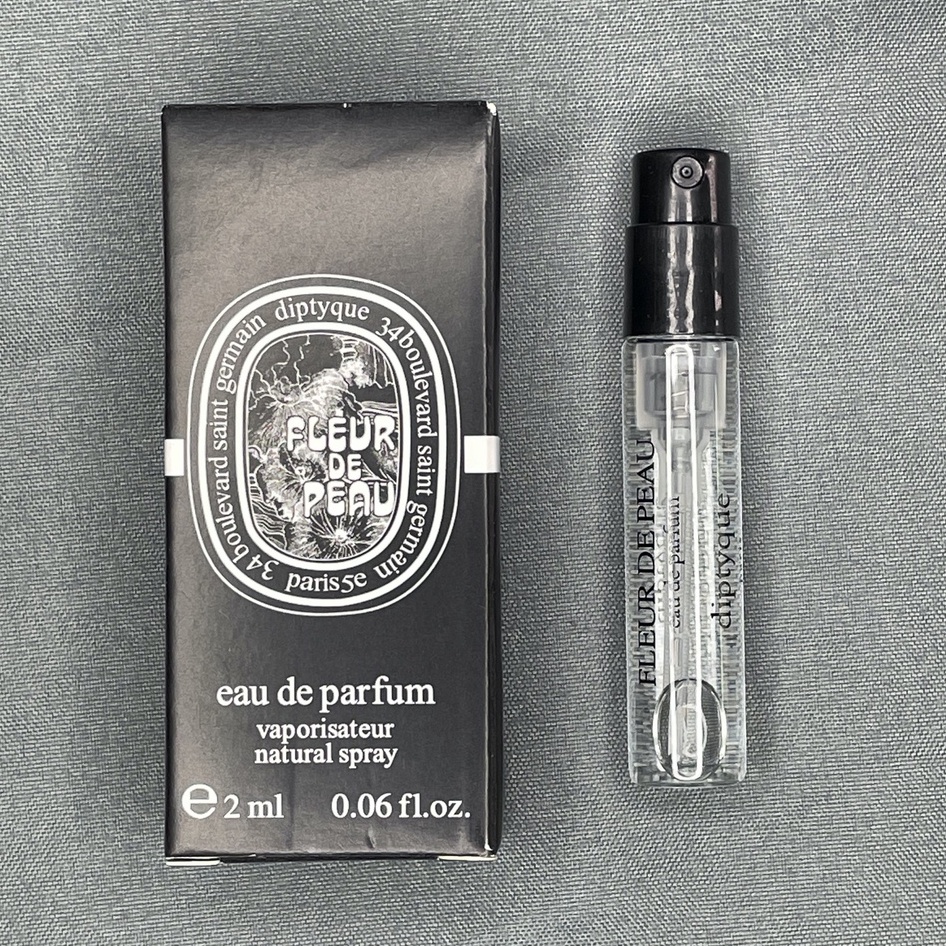 diptyque 34 boulevard saint germain paris5e 34 boulevard saint germain
FLEUR
DE
PEAU
eau de parfum
vaporisateur
natural spray
e 2 ml 0.06 fl.oz.
FLEUR DE PEAU
eau de parfum
diptyque